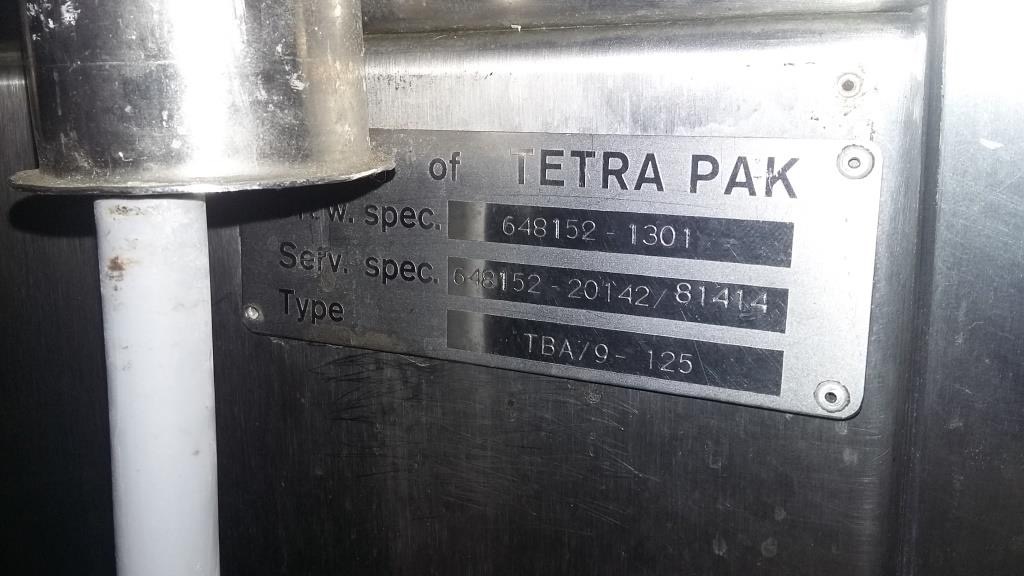 of TETRA PAK
w. spec. 648152-1301
Serv. spec. 648152-20142/81414
Type TBA/9-125